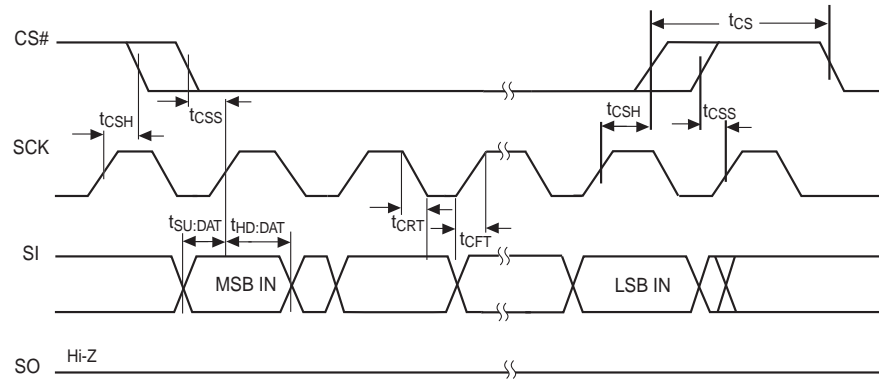 tCS
CS#
tCSH
tCSS
tCSH
tCSS
SCK
tSU:DAT
tHD:DAT
tCRT
tCFT
SI
MSB IN
LSB IN
SO
Hi-Z